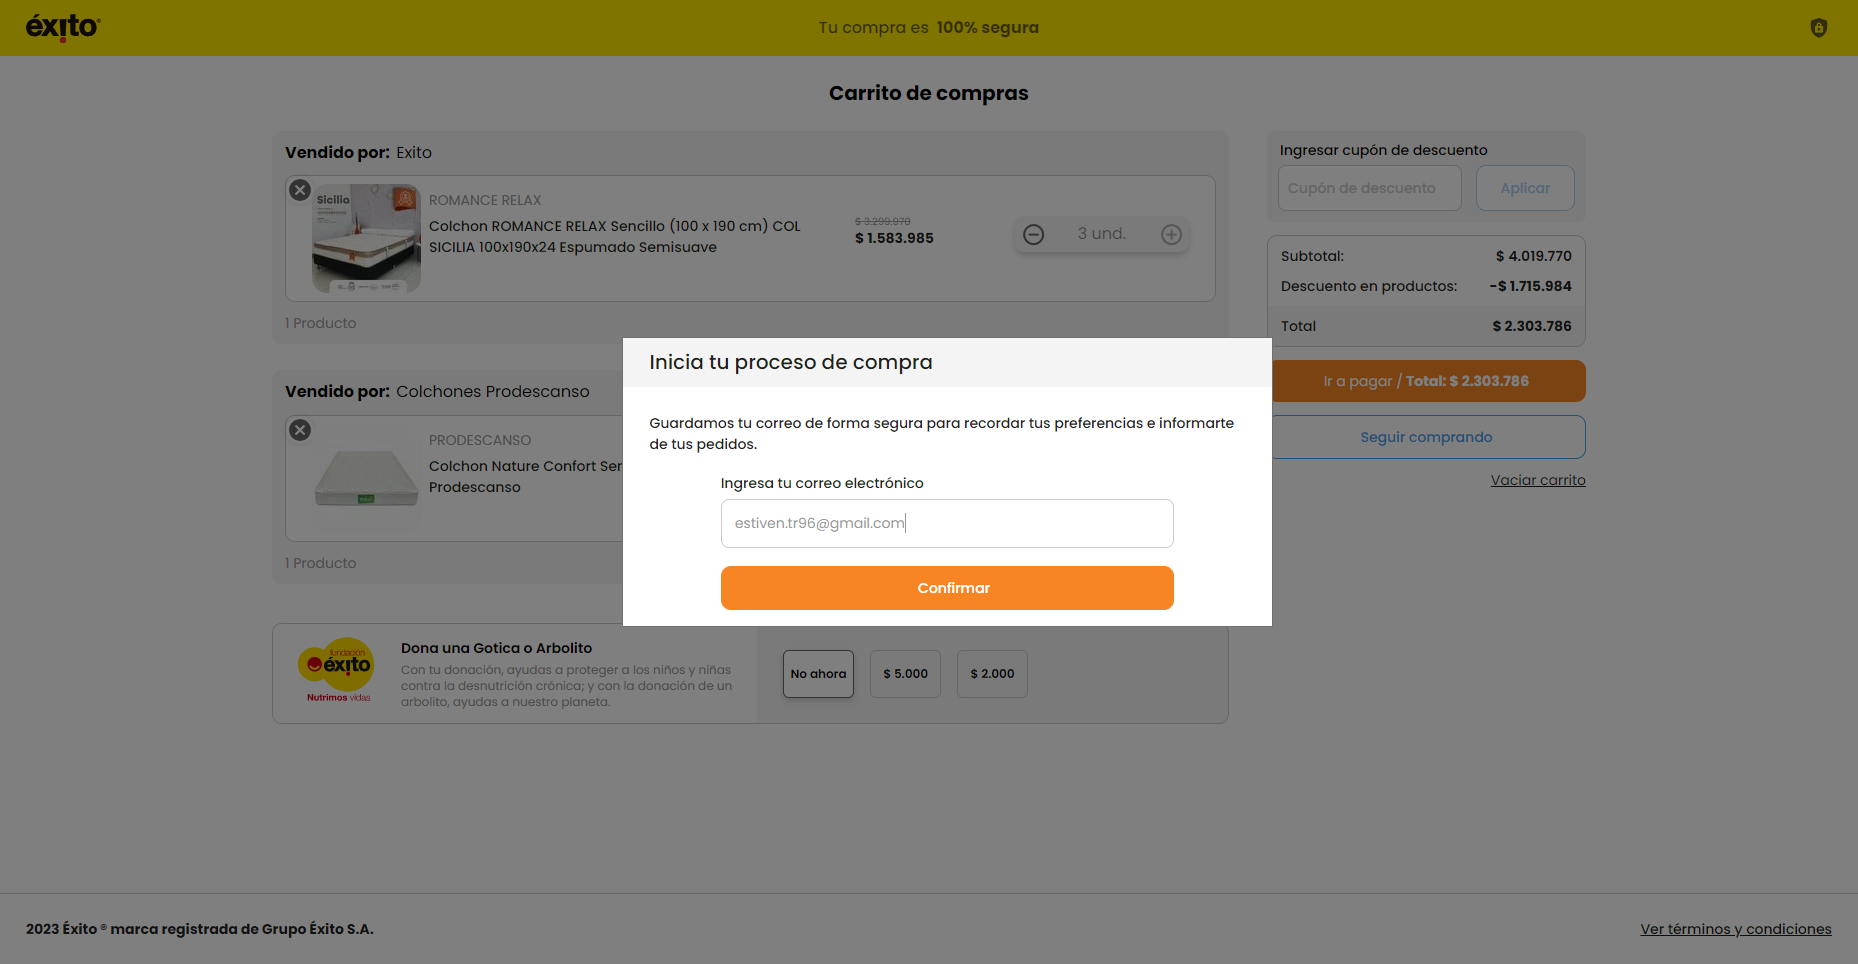 éxito
Tu compra es 100% segura
Carrito de compras
Vendido por: Exito
Sicilia
ROMANCE RELAX
Colchon ROMANCE RELAX Sencillo (100 x 190 cm) COL
SICILIA 100x190x24 Espumado Semisuave
$ 3.299.970
$ 1.583.985
3 und.
1 Producto
Ingresar cupón de descuento
Cupón de descuento
Aplicar
Subtotal: $ 4.019.770
Descuento en productos: -$ 1.715.984
Total $ 2.303.786
Ir a pagar / Total: $ 2.303.786
Seguir comprando
Vaciar carrito
Vendido por: Colchones Prodescanso
PRODESCANSO
Colchon Nature Confort Ser
Prodescanso
1 Producto
Inicia tu proceso de compra
Guardamos tu correo de forma segura para recordar tus preferencias e informarte
de tus pedidos.
Ingresa tu correo electrónico
estiven.tr96@gmail.com
Confirmar
fundación
éxito
Nutrimos vidas
Dona una Gotica o Arbolito
Con tu donación, ayudas a proteger a los niños y niñas
contra la desnutrición crónica; y con la donación de un
arbolito, ayudas a nuestro planeta.
No ahora
$ 5.000
$ 2.000
2023 Éxito ® marca registrada de Grupo Éxito S.A.
Ver términos y condiciones